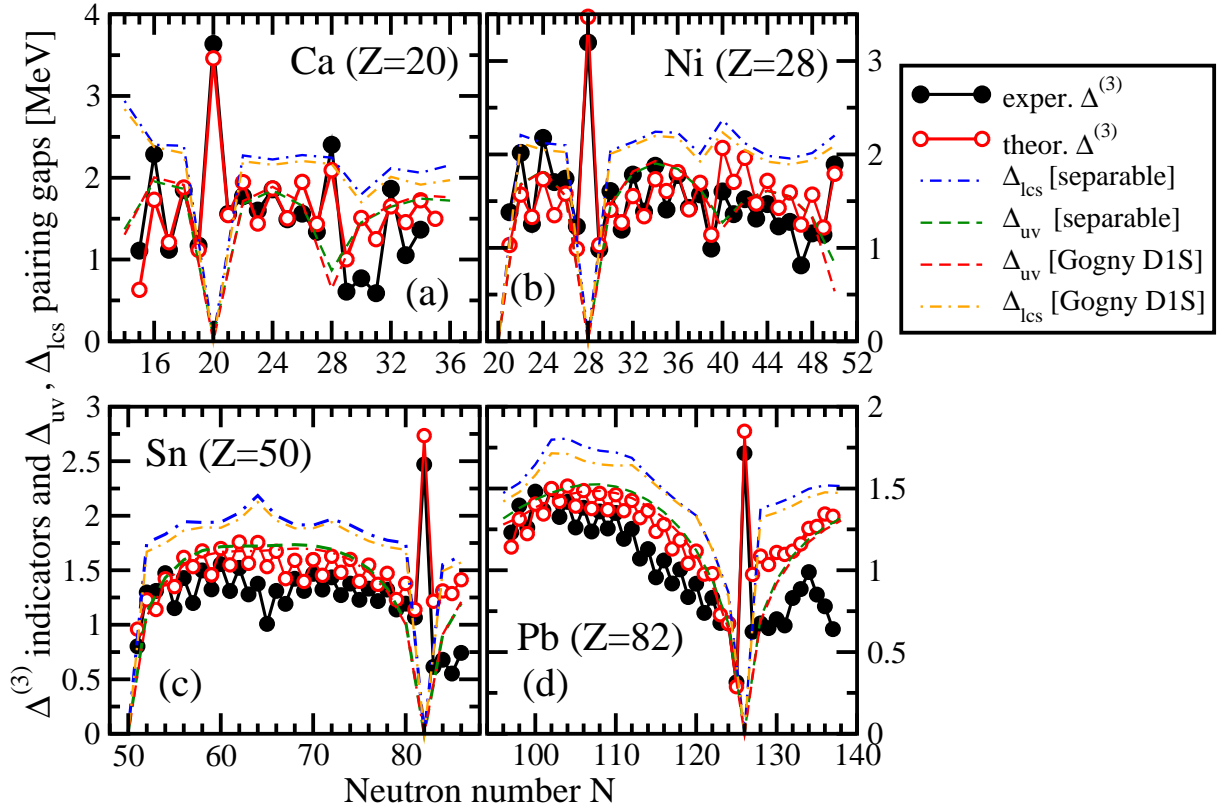 Δ(3) indicators and Δuv , Δlcs pairing gaps [MeV]
4
3
2
1
0
Ca (Z=20)
(a)
16 20 24 28 32 36
Ni (Z=28)
(b)
3
2
1
0
20 24 28 32 36 40 44 48 52
exper. Δ(3)
theor. Δ(3)
Δlcs [separable]
Δuv [separable]
Δuv [Gogny D1S]
Δlcs [Gogny D1S]
3
2.5
2
1.5
1
0.5
0
Sn (Z=50)
(c)
50 60 70 80
Pb (Z=82)
(d)
2
1.5
1
0.5
0
100 110 120 130 140
Neutron number N